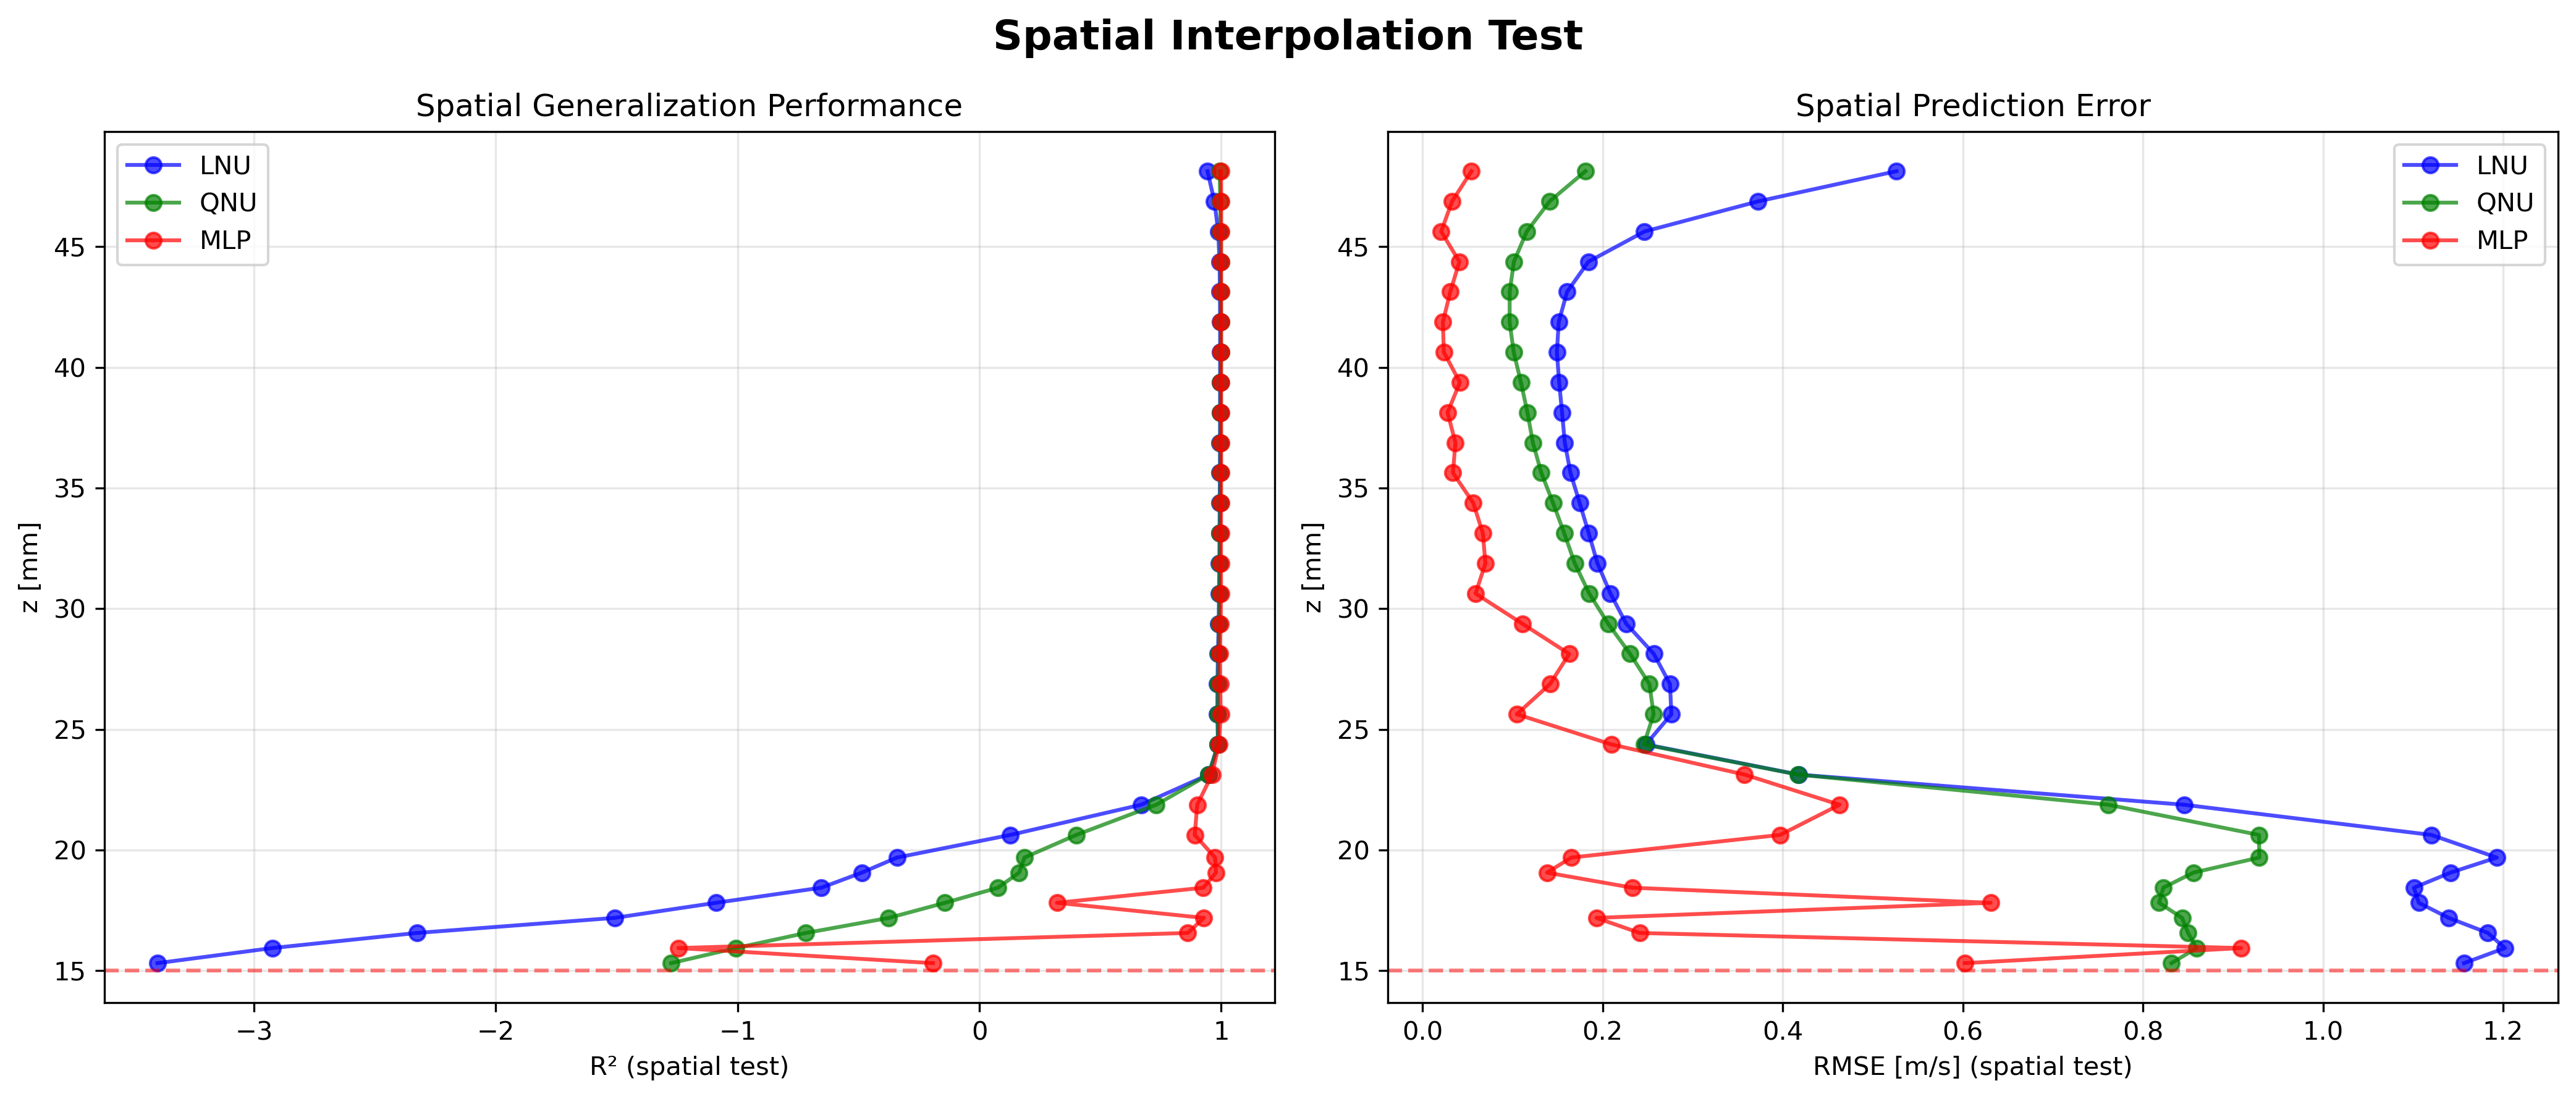 Spatial Interpolation Test
Spatial Generalization Performance
LNU
QNU
MLP
45
40
35
30
25
20
15
z [mm]
−3
−2
−1
0
1
R² (spatial test)
Spatial Prediction Error
LNU
QNU
MLP
45
40
35
30
25
20
15
z [mm]
0.0
0.2
0.4
0.6
0.8
1.0
1.2
RMSE [m/s] (spatial test)